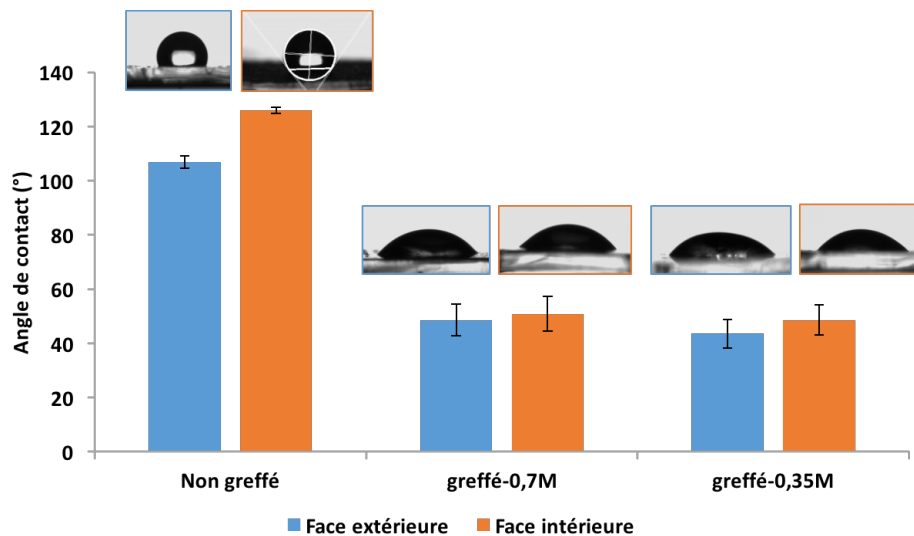 140
120
100
80
60
40
20
0
Angle de contact (°)
Non greffé
greffé-0,7M
greffé-0,35M
Face extérieure
Face intérieure